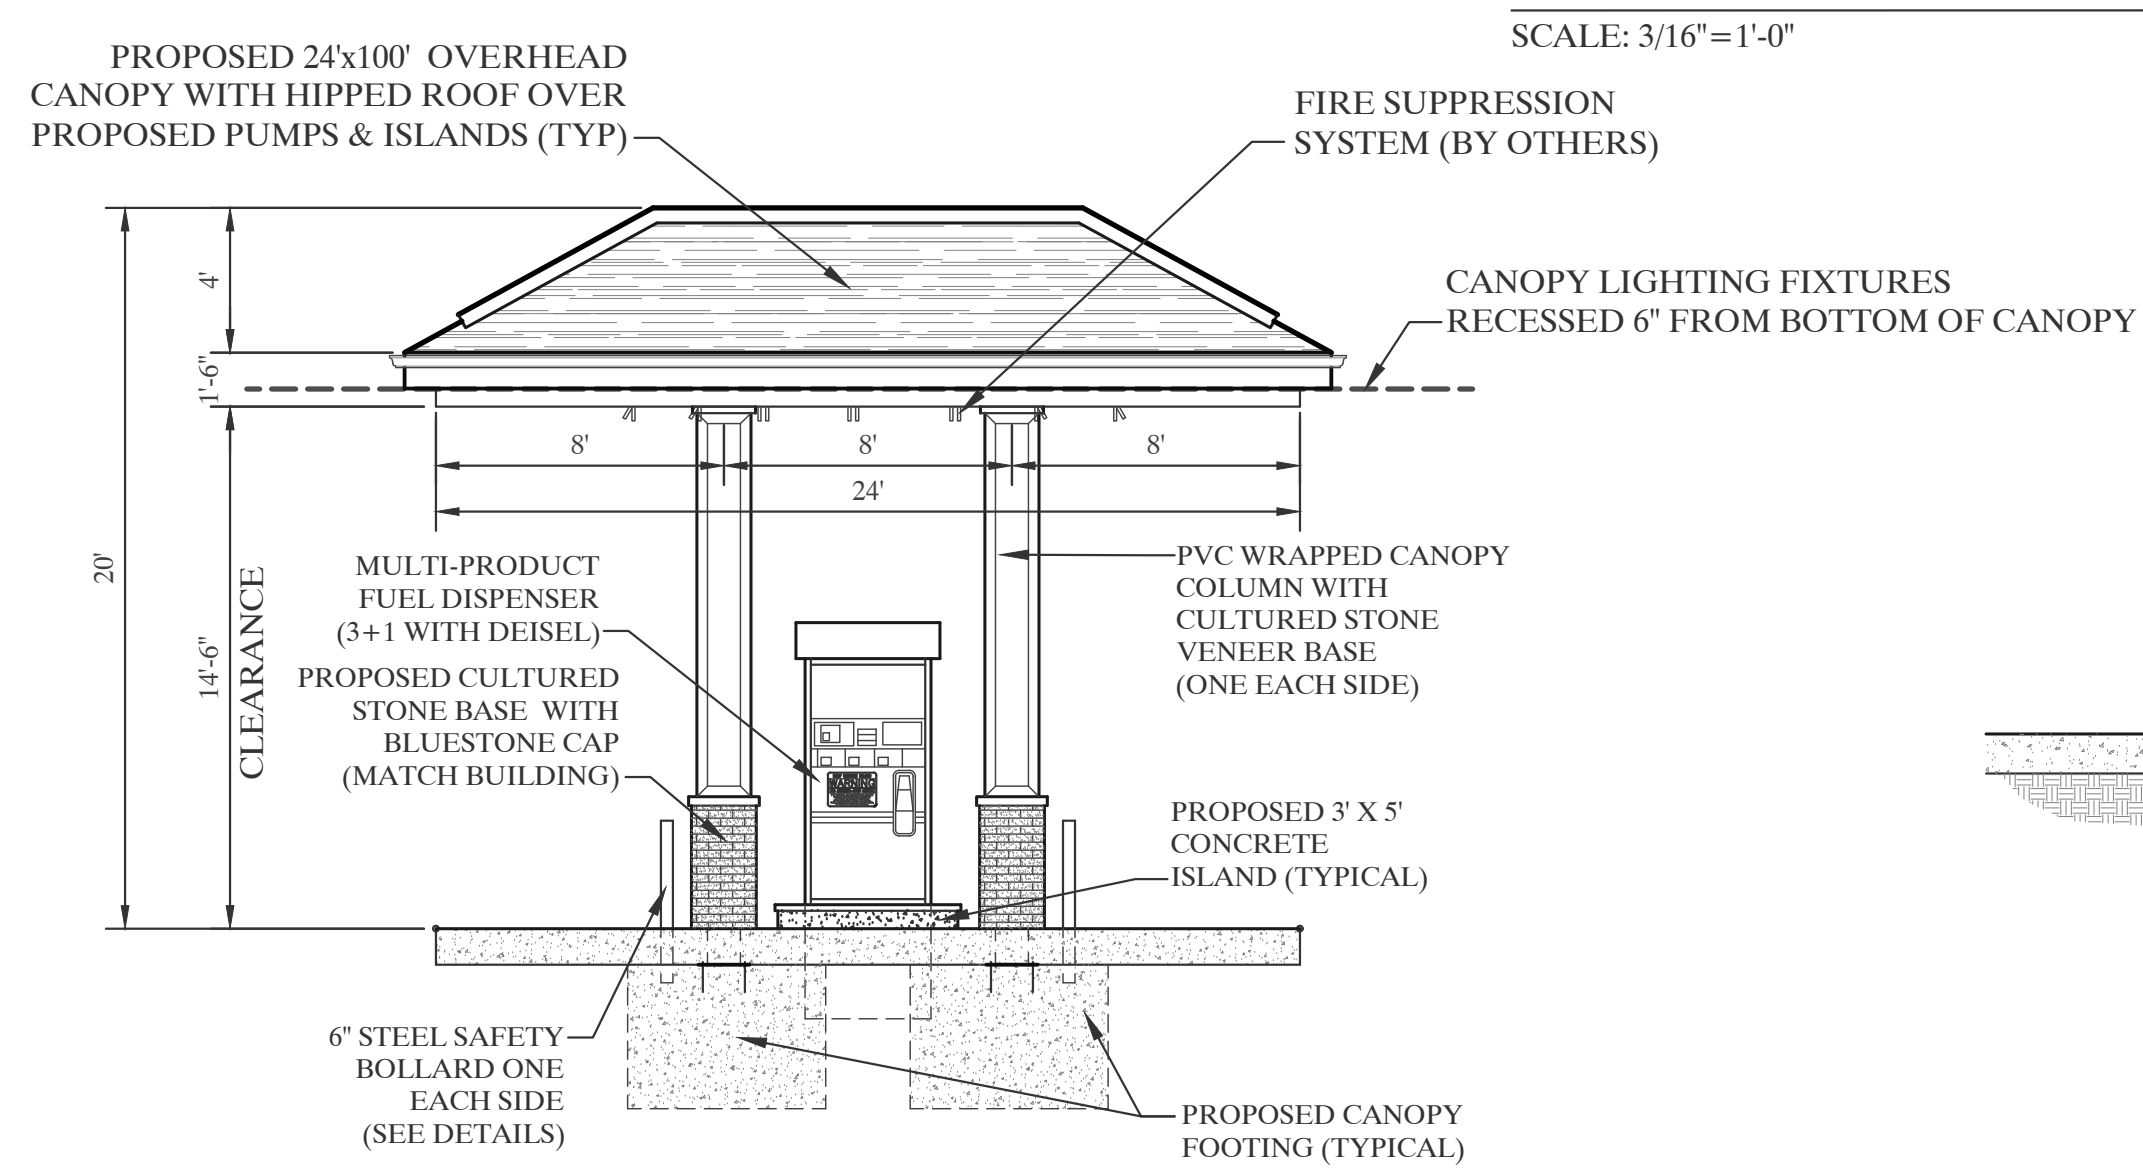 SCALE: 3/16"=1'-0"
PROPOSED 24'x100' OVERHEAD
CANOPY WITH HIPPED ROOF OVER
PROPOSED PUMPS & ISLANDS (TYP)
FIRE SUPPRESSION
SYSTEM (BY OTHERS)
CANOPY LIGHTING FIXTURES
RECESSED 6" FROM BOTTOM OF CANOPY
4'
1'-6"
20'
14'-6"
CLEARANCE
8'
8'
8'
24'
MULTI-PRODUCT
FUEL DISPENSER
(3+1 WITH DEISEL)
PROPOSED CULTURED
STONE BASE WITH
BLUESTONE CAP
(MATCH BUILDING)
PVC WRAPPED CANOPY
COLUMN WITH
CULTURED STONE
VENEER BASE
(ONE EACH SIDE)
WARNING
PROPOSED 3' X 5'
CONCRETE
ISLAND (TYPICAL)
6" STEEL SAFETY
BOLLARD ONE
EACH SIDE
(SEE DETAILS)
PROPOSED CANOPY
FOOTING (TYPICAL)